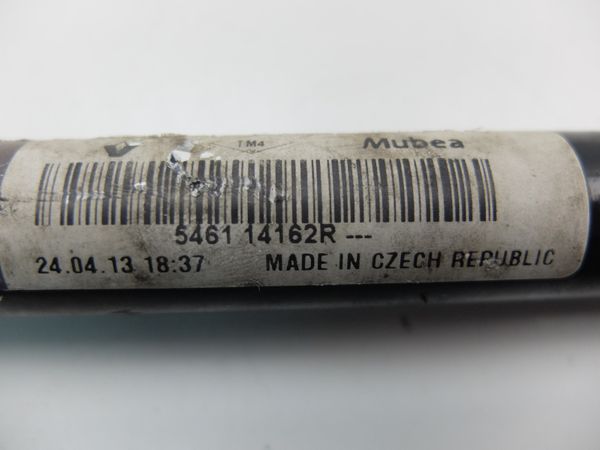 TM4 Mubea
5461 14162R ---
24.04.13 18:37 MADE IN CZECH REPUBLIC